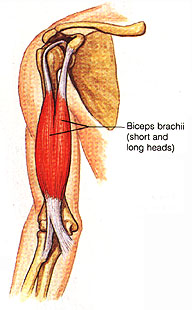 Biceps brachii
(short and
long heads)